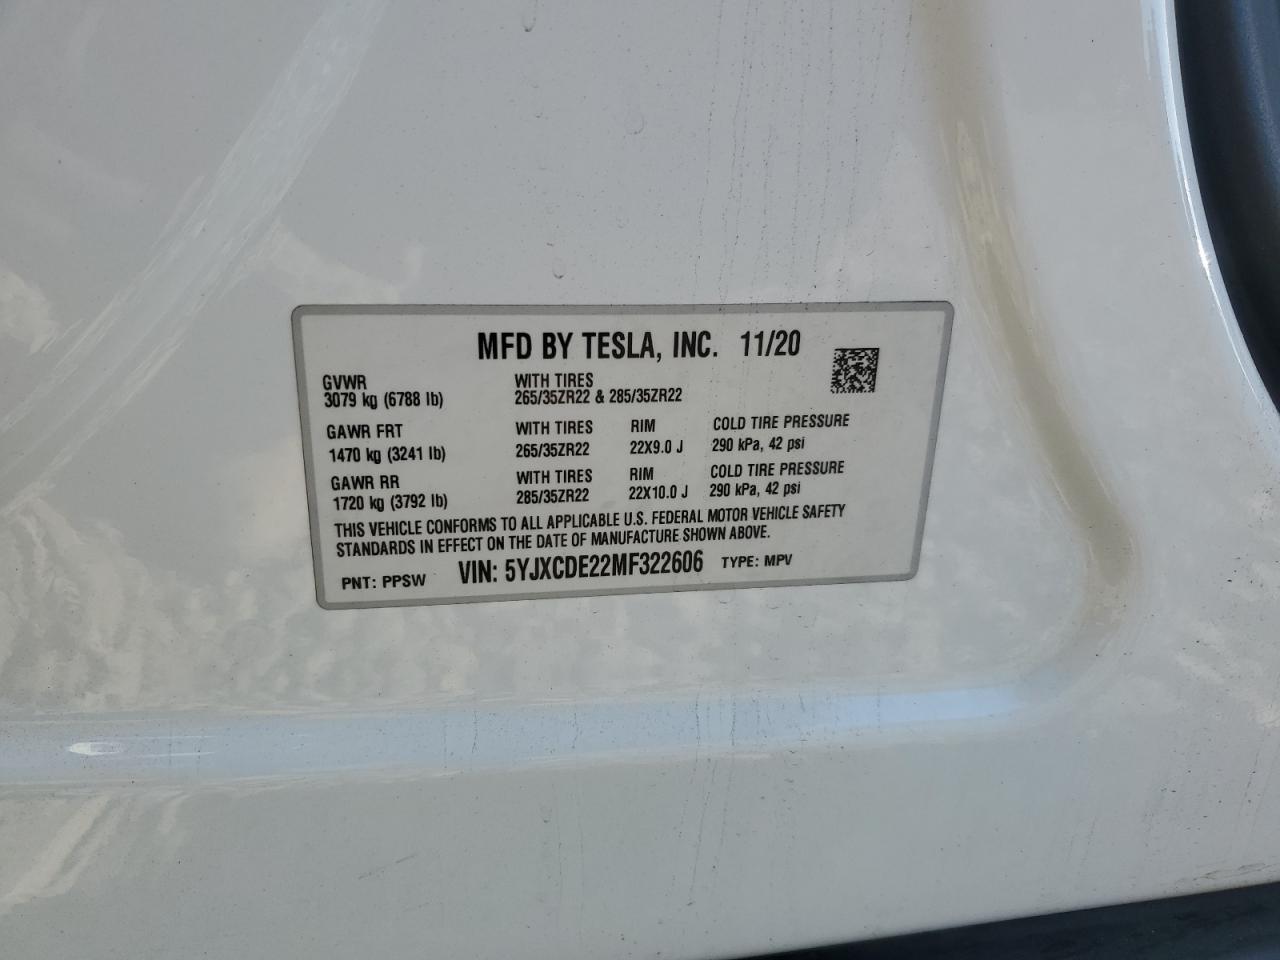 MFD BY TESLA, INC. 11/20
GVWR WITH TIRES
3079 kg (6788 lb) 265/35ZR22 & 285/35ZR22
GAWR FRT WITH TIRES RIM COLD TIRE PRESSURE
1470 kg (3241 lb) 265/35ZR22 22X9.0 J 290 kPa, 42 psi
GAWR RR WITH TIRES RIM COLD TIRE PRESSURE
1720 kg (3792 lb) 285/35ZR22 22X10.0 J 290 kPa, 42 psi
THIS VEHICLE CONFORMS TO ALL APPLICABLE U.S. FEDERAL MOTOR VEHICLE SAFETY
STANDARDS IN EFFECT ON THE DATE OF MANUFACTURE SHOWN ABOVE.
PNT: PPSW VIN: 5YJXCDE22MF322606 TYPE: MPV